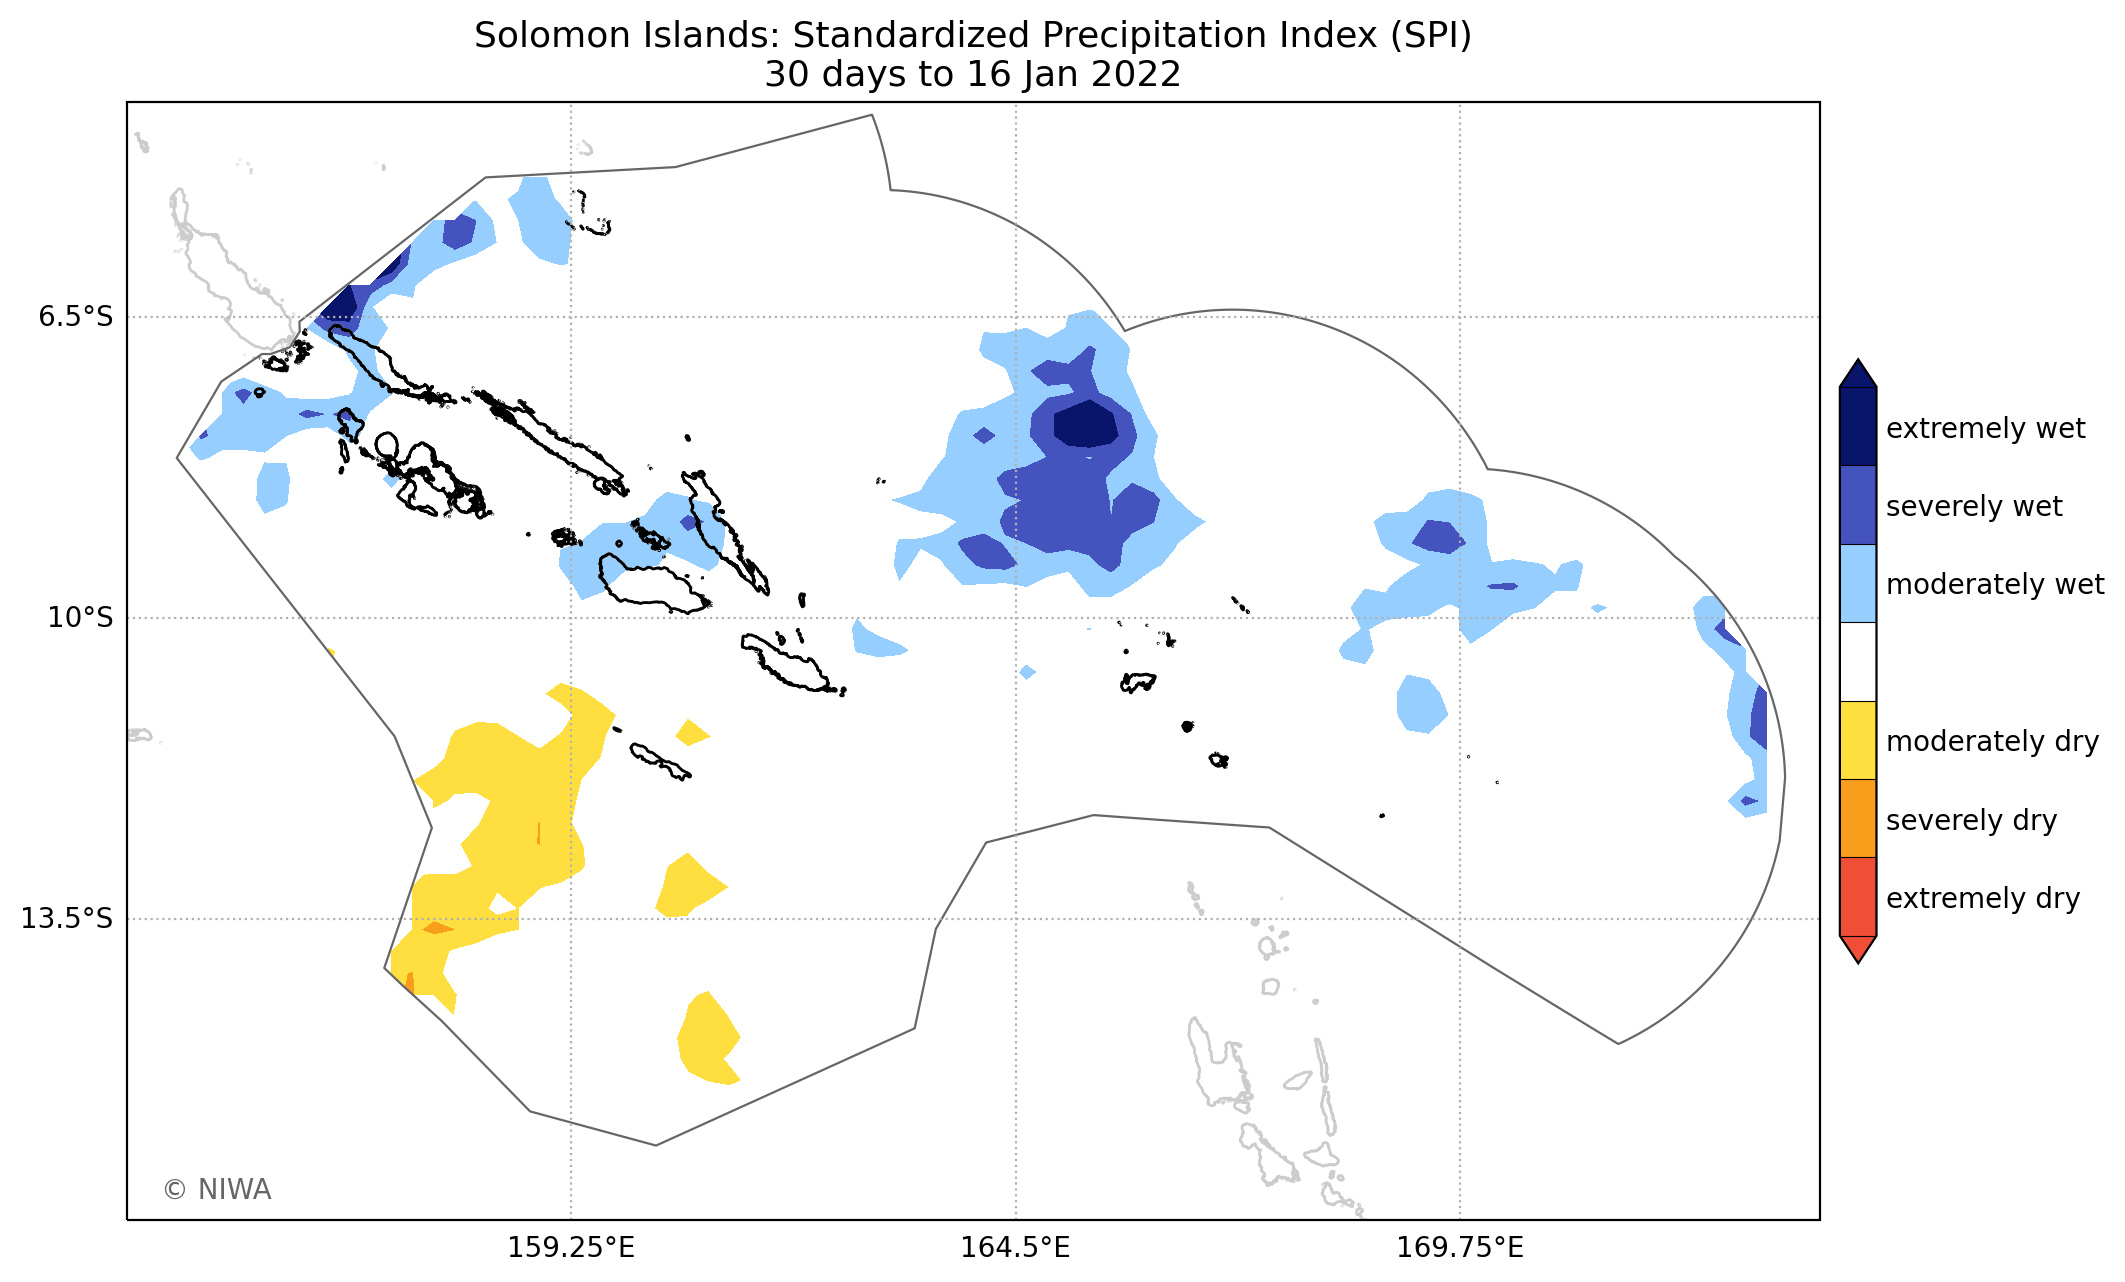 Solomon Islands: Standardized Precipitation Index (SPI)
30 days to 16 Jan 2022
6.5°S
10°S
13.5°S
159.25°E
164.5°E
169.75°E
extremely wet
severely wet
moderately wet
moderately dry
severely dry
extremely dry
© NIWA